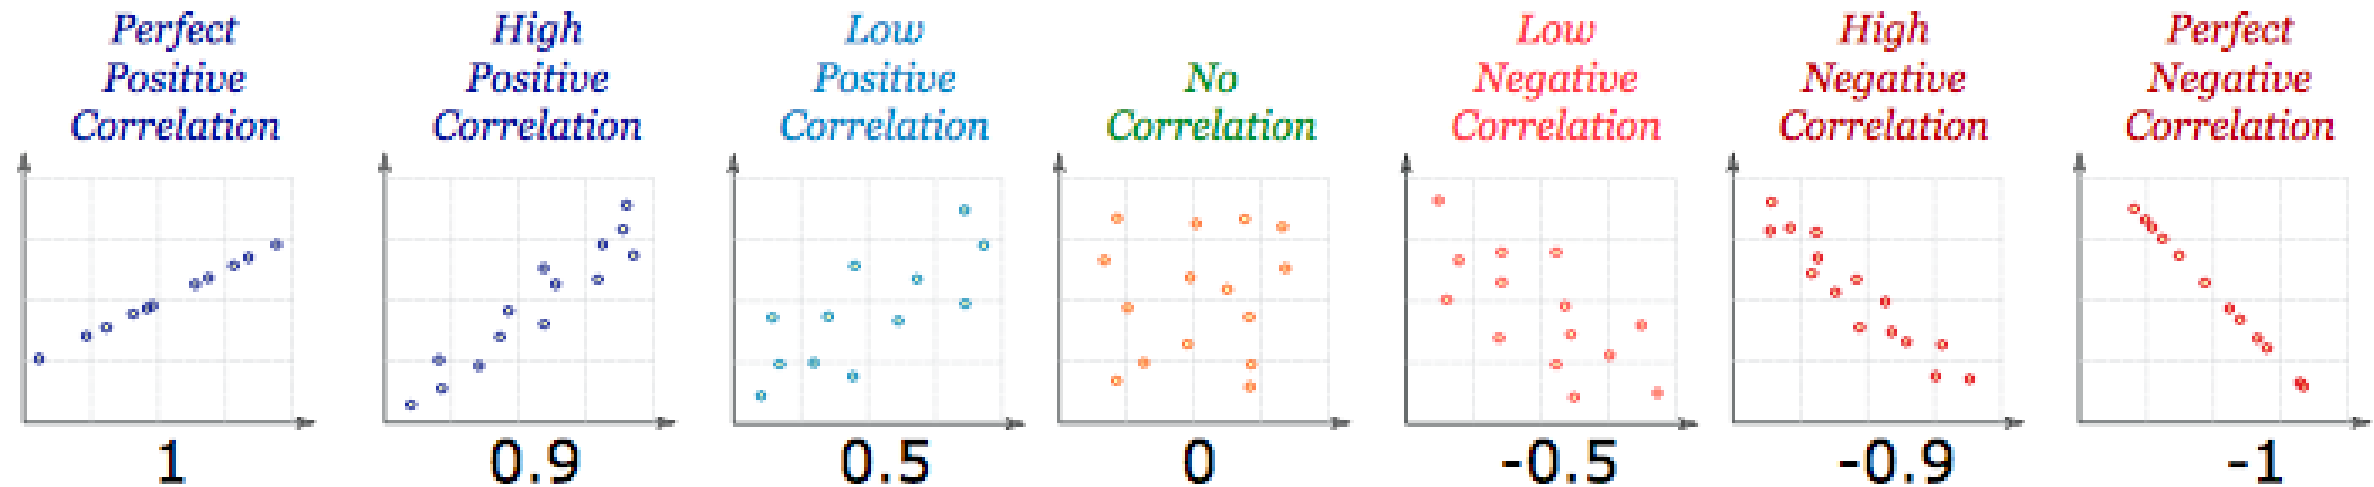 Perfect
Positive
Correlation
1
High
Positive
Correlation
0.9
Low
Positive
Correlation
0.5
No
Correlation
0
Low
Negative
Correlation
-0.5
High
Negative
Correlation
-0.9
Perfect
Negative
Correlation
-1